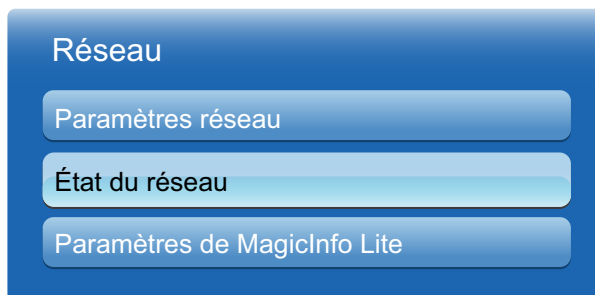 Réseau
Paramètres réseau
État du réseau
Paramètres de MagicInfo Lite